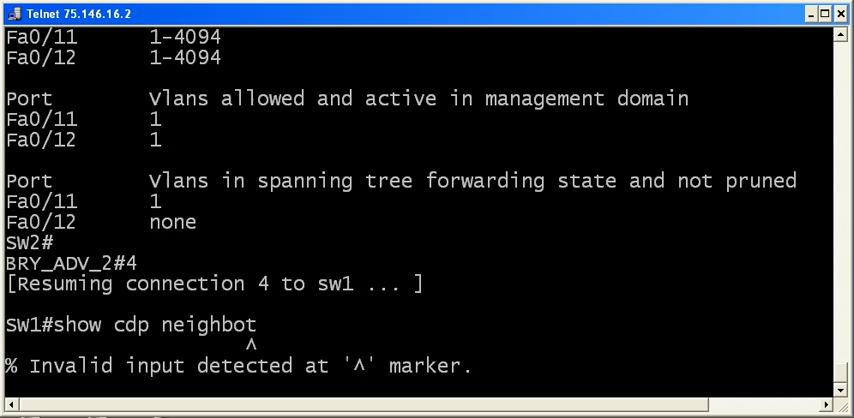 Telnet 75.146.16.2
Fa0/11 1-4094
Fa0/12 1-4094
Port Vlans allowed and active in management domain
Fa0/11 1
Fa0/12 1
Port Vlans in spanning tree forwarding state and not pruned
Fa0/11 1
Fa0/12 none
SW2#
BRY_ADV_2#4
[Resuming connection 4 to sw1 ... ]
SW1#show cdp neighbot
^
% Invalid input detected at '^' marker.